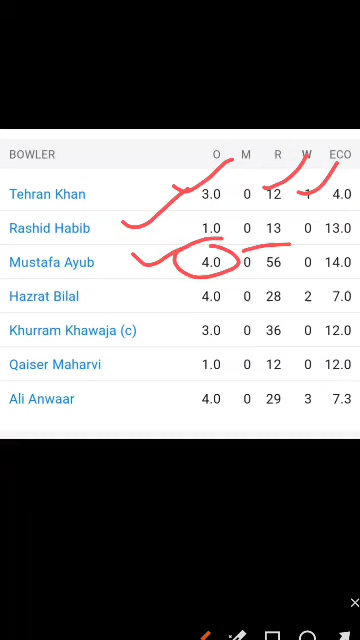 BOWLER O M R W ECO
Tehran Khan 3.0 0 12 1 4.0
Rashid Habib 1.0 0 13 0 13.0
Mustafa Ayub 4.0 0 56 0 14.0
Hazrat Bilal 4.0 0 28 2 7.0
Khurram Khawaja (c) 3.0 0 36 0 12.0
Qaiser Maharvi 1.0 0 12 0 12.0
Ali Anwaar 4.0 0 29 3 7.3